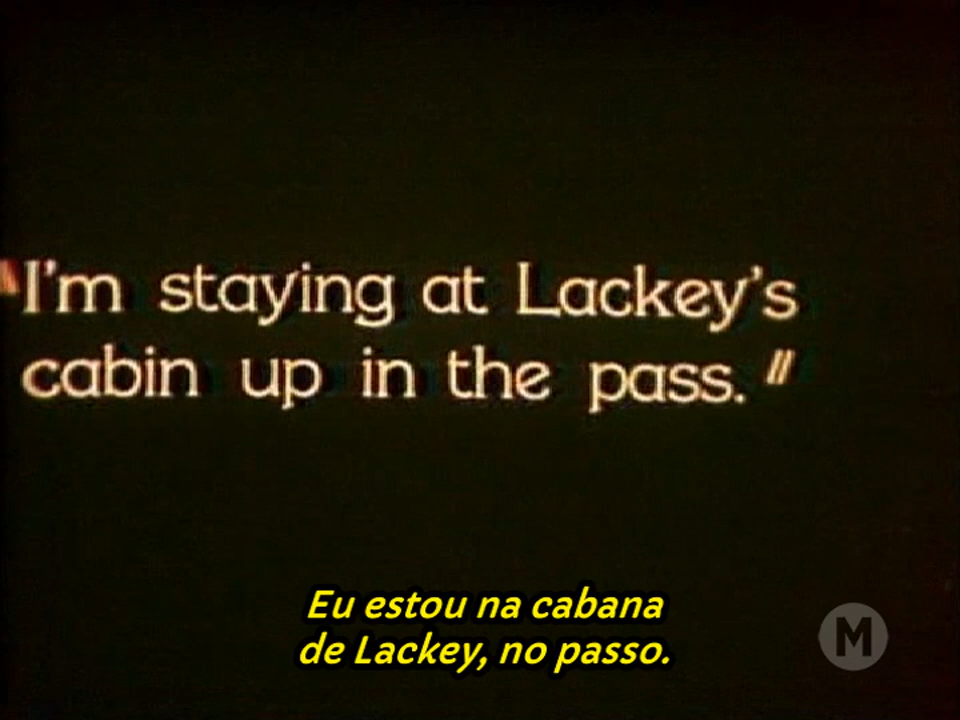 "I'm staying at Lackey's
cabin up in the pass."
Eu estou na cabana
de Lackey, no passo.
M